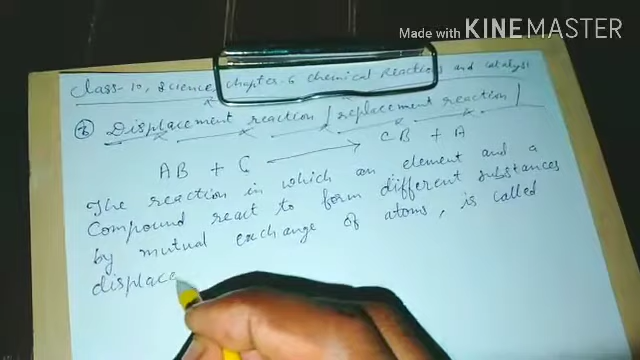 Made with KINEMASTER
Class-10, Science, Chapter-6 Chemical Reactions and Catalyst
Displacement reaction / replacement reaction /
AB + C → CB + A
The reaction in which an element and a
Compound react to form different substances
by mutual exchange of atoms, is called
displace